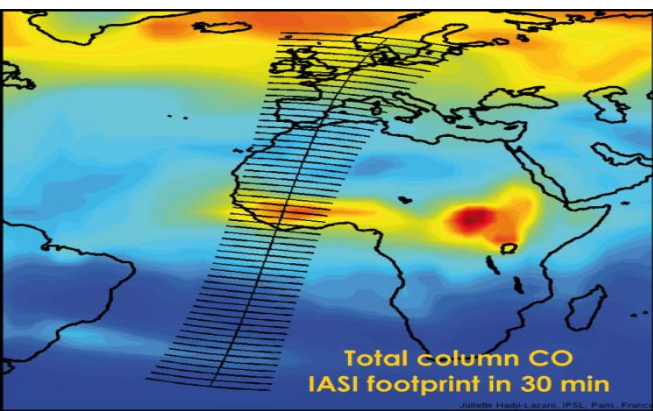 Total column CO
IASI footprint in 30 min
Juliette Hadji-Lazaro, IPSL, Paris, France